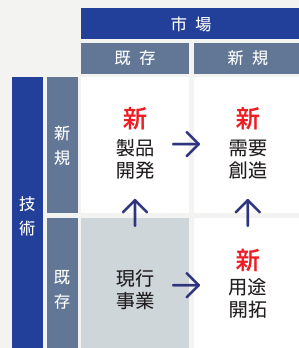 市場
既存
新規
技術
新規
新
製品
開発
新
需要
創造
既存
現行
事業
新
用途
開拓